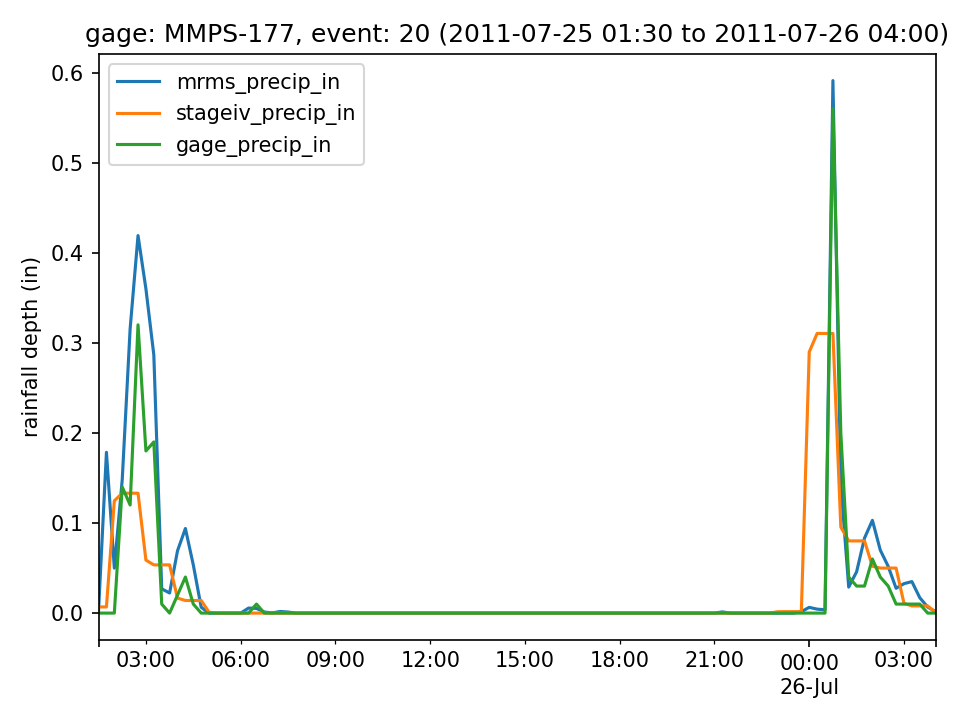 gage: MMPS-177, event: 20 (2011-07-25 01:30 to 2011-07-26 04:00)
mrms_precip_in
stageiv_precip_in
gage_precip_in
rainfall depth (in)
0.6
0.5
0.4
0.3
0.2
0.1
0.0
03:00 06:00 09:00 12:00 15:00 18:00 21:00 00:00 03:00
26-Jul